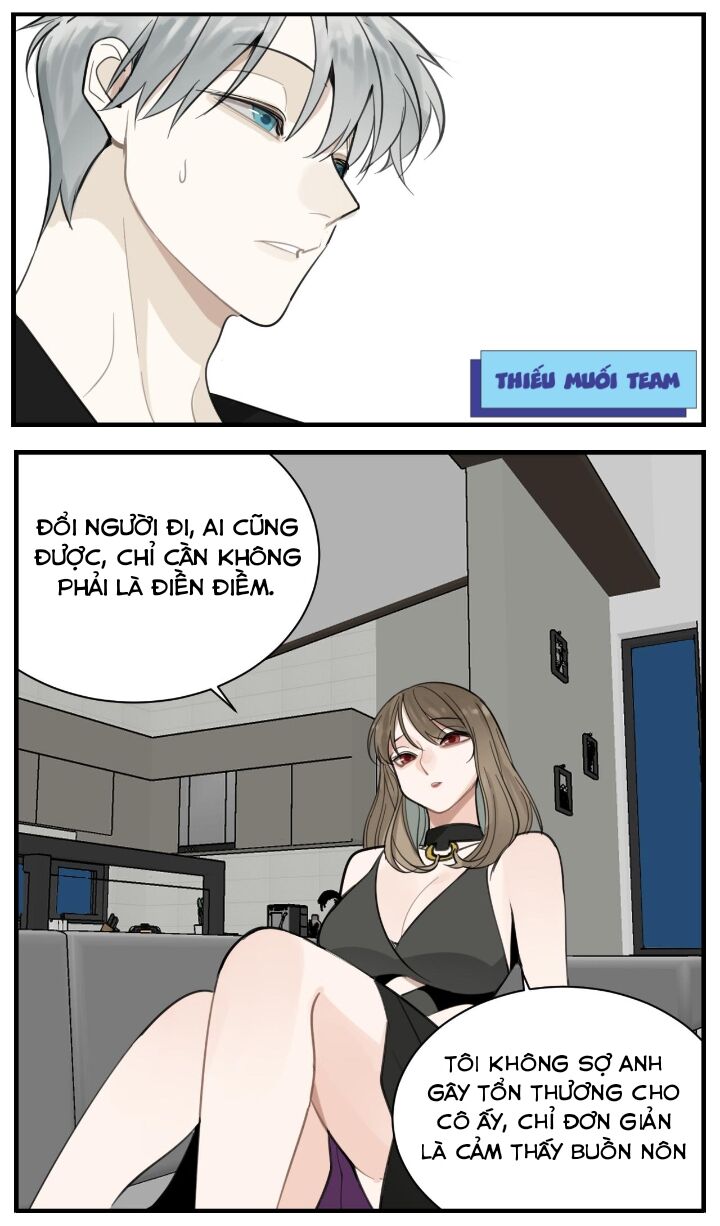 THIẾU MUỐI TEAM
ĐỔI NGƯỜI ĐI, AI CŨNG
ĐƯỢC, CHỈ CẦN KHÔNG
PHẢI LÀ ĐIỀN ĐIỀM.
TÔI KHÔNG SỢ ANH
GÂY TỔN THƯƠNG CHO
CÔ ẤY, CHỈ ĐƠN GIẢN
LÀ CẢM THẤY BUỒN NÔN